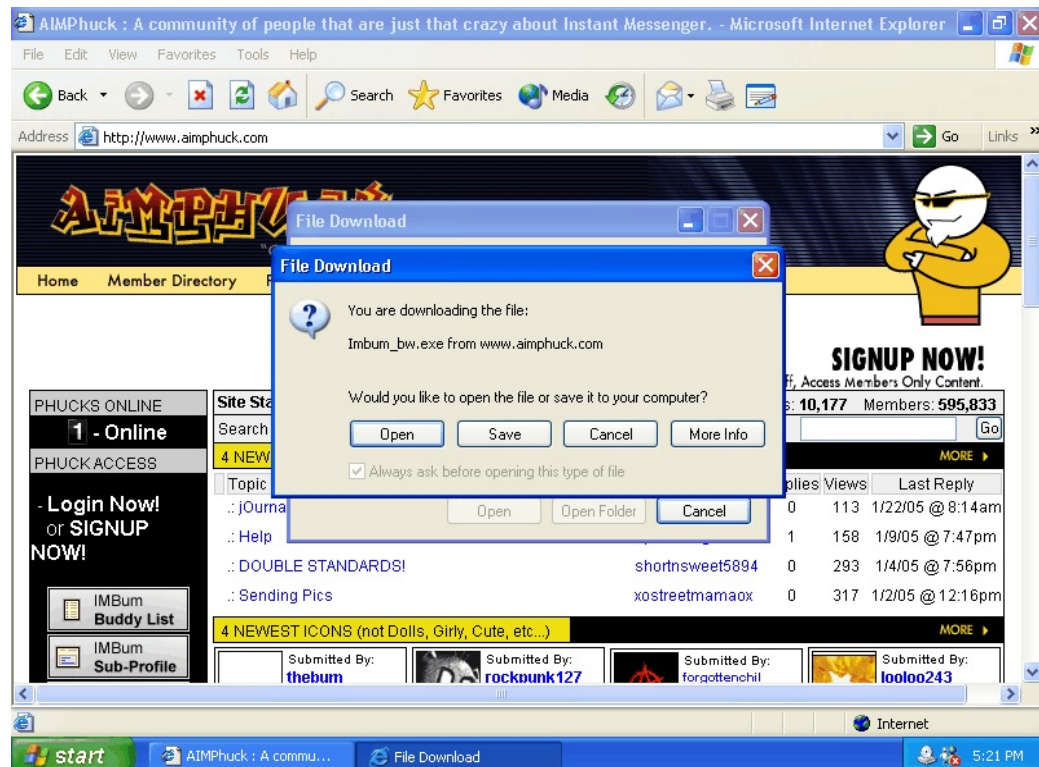 AIMPhuck : A community of people that are just that crazy about Instant Messenger. - Microsoft Internet Explorer
File Edit View Favorites Tools Help
Back Search Favorites Media
Address http://www.aimphuck.com Go Links
File Download
File Download
Home Member Directory
You are downloading the file:
Imbum_bw.exe from www.aimphuck.com
Would you like to open the file or save it to your computer?
Open Save Cancel More Info
Always ask before opening this type of file
Open Open Folder Cancel
SIGNUP NOW!
Access Members Only Content.
PHUCKS ONLINE
1 - Online
PHUCK ACCESS
- Login Now!
or SIGNUP
NOW!
IMBum
Buddy List
IMBum
Sub-Profile
Site Sta
10,177 Members: 595,833
Search Go
4 NEW MORE
Topic Views Last Reply
.: jOurna 0 113 1/22/05 @ 8:14am
.: Help 1 158 1/9/05 @ 7:47pm
.: DOUBLE STANDARDS! shortnsweet5894 0 293 1/4/05 @ 7:56pm
.: Sending Pics xostreetmamaox 0 317 1/2/05 @ 12:16pm
4 NEWEST ICONS (not Dolls, Girly, Cute, etc...) MORE
Submitted By: Submitted By: Submitted By: Submitted By:
thebum rockpunk127 forgottenchil looloo243
Internet
start AIMPhuck : A commu... File Download 5:21 PM